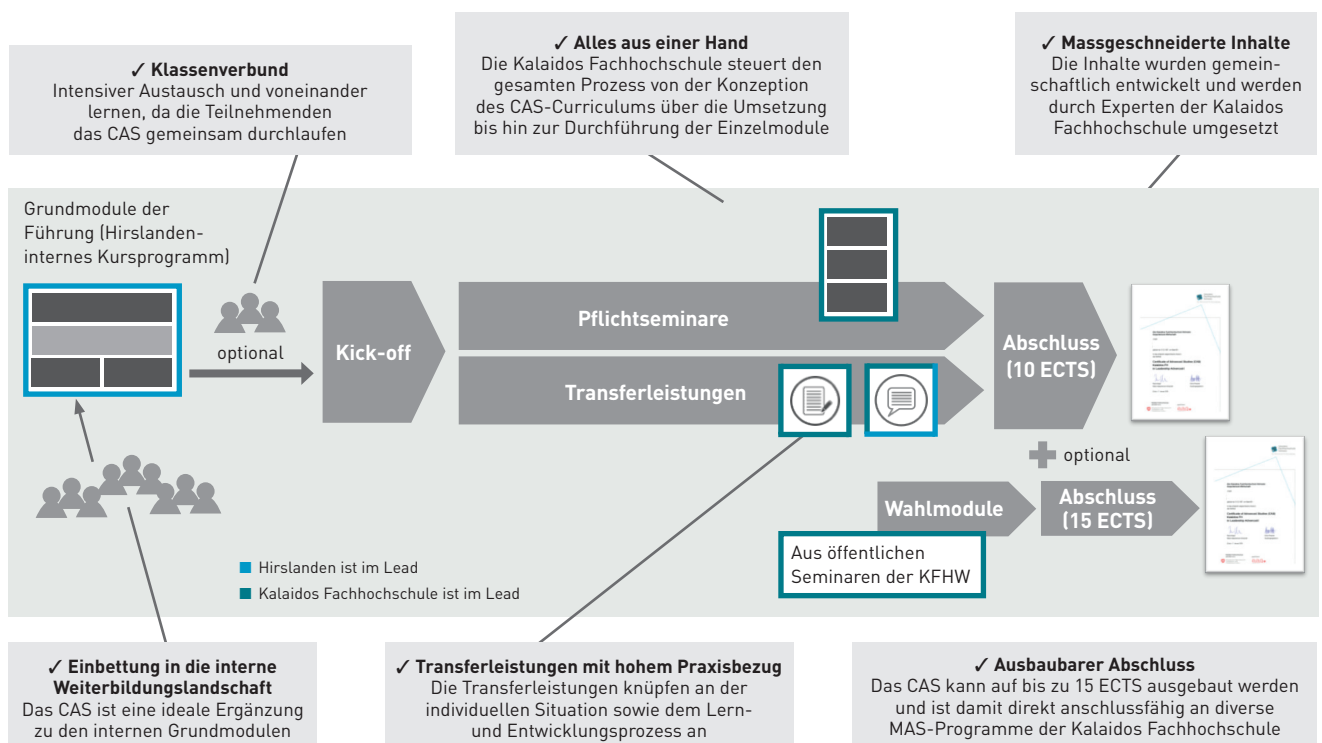 ✓ Klassenverbund
Intensiver Austausch und voneinander
lernen, da die Teilnehmenden
das CAS gemeinsam durchlaufen
✓ Alles aus einer Hand
Die Kalaidos Fachhochschule steuert den
gesamten Prozess von der Konzeption
des CAS-Curriculums über die Umsetzung
bis hin zur Durchführung der Einzelmodule
✓ Massgeschneiderte Inhalte
Die Inhalte wurden gemein-
schaftlich entwickelt und werden
durch Experten der Kalaidos
Fachhochschule umgesetzt
Grundmodule der
Führung (Hirslanden-
internes Kursprogramm)
optional
Kick-off
Pflichtseminare
Transferleistungen
Abschluss
(10 ECTS)
optional
Wahlmodule
Abschluss
(15 ECTS)
Aus öffentlichen
Seminaren der KFHW
Hirslanden ist im Lead
Kalaidos Fachhochschule ist im Lead
✓ Einbettung in die interne
Weiterbildungslandschaft
Das CAS ist eine ideale Ergänzung
zu den internen Grundmodulen
✓ Transferleistungen mit hohem Praxisbezug
Die Transferleistungen knüpfen an der
individuellen Situation sowie dem Lern-
und Entwicklungsprozess an
✓ Ausbaubarer Abschluss
Das CAS kann auf bis zu 15 ECTS ausgebaut werden
und ist damit direkt anschlussfähig an diverse
MAS-Programme der Kalaidos Fachhochschule